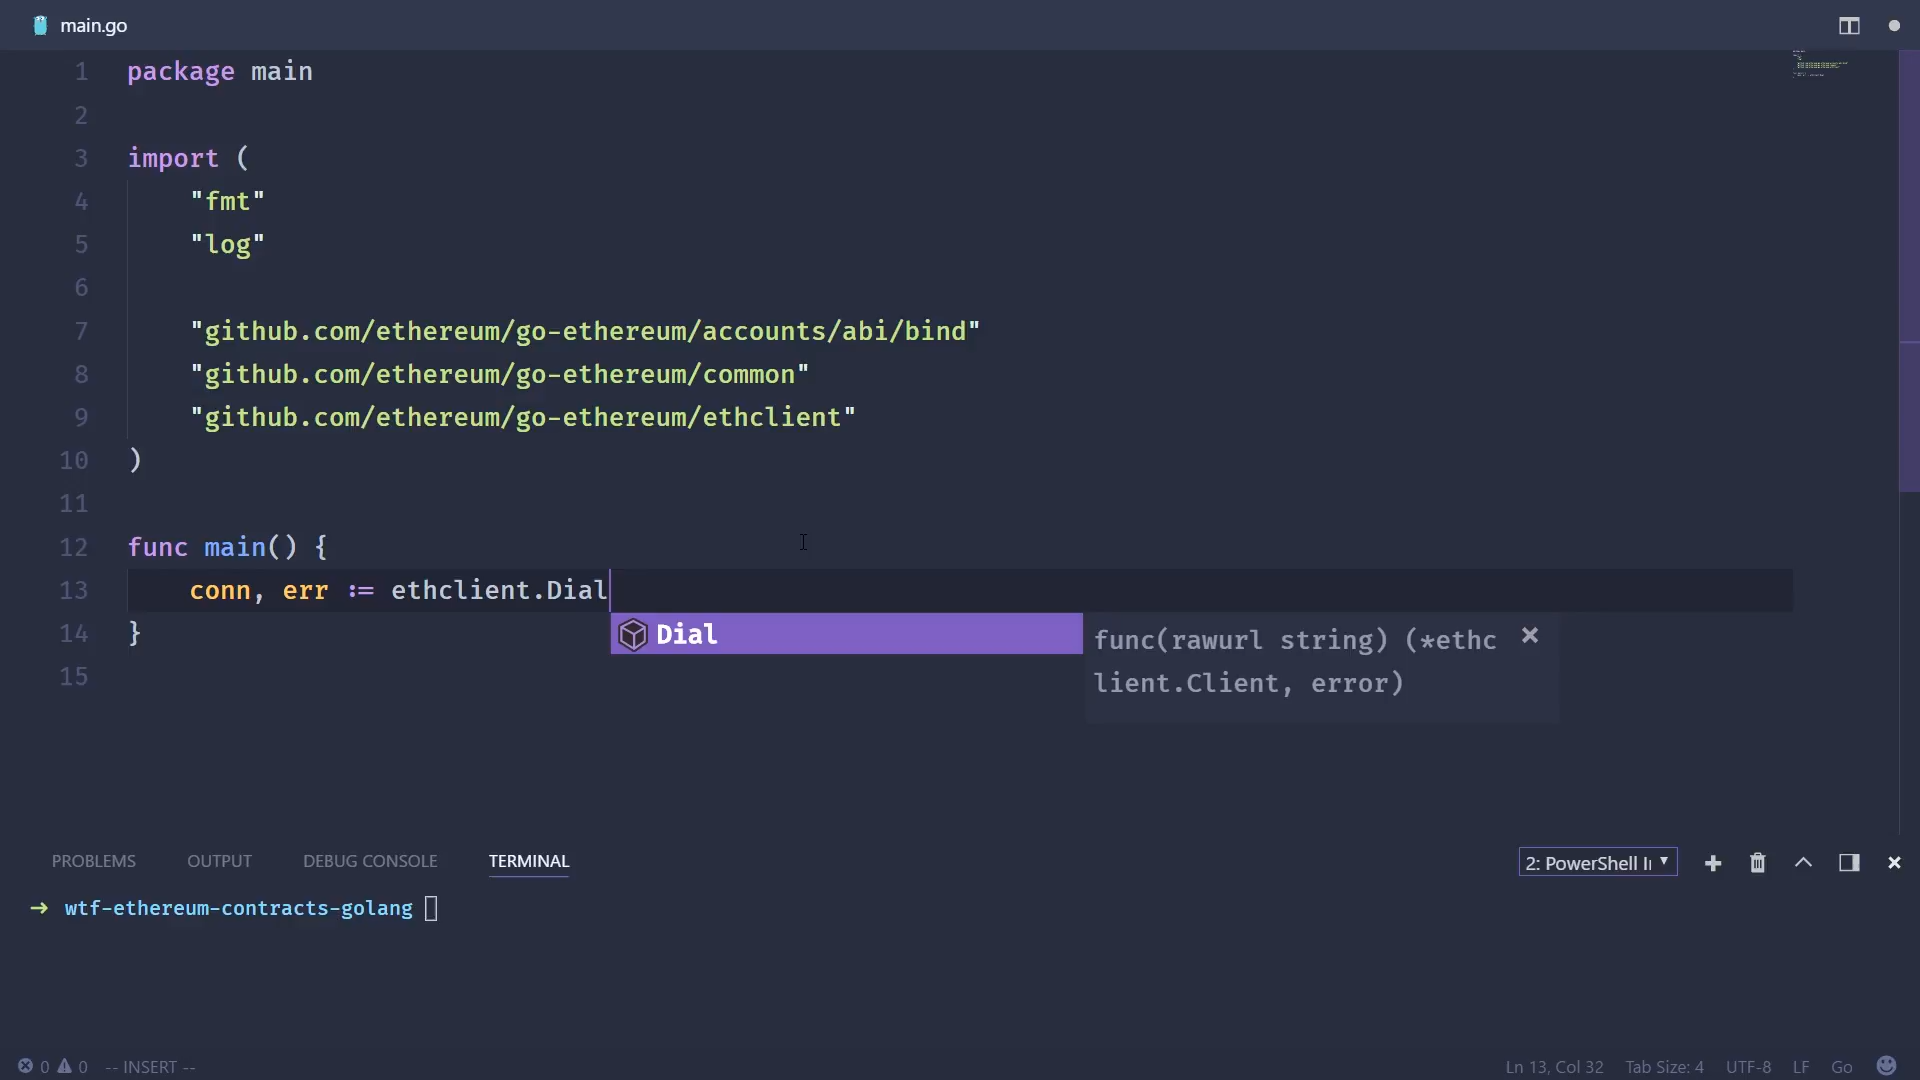 main.go
1 package main
2
3 import (
4 "fmt"
5 "log"
6
7 "github.com/ethereum/go-ethereum/accounts/abi/bind"
8 "github.com/ethereum/go-ethereum/common"
9 "github.com/ethereum/go-ethereum/ethclient"
10 )
11
12 func main() {
13 conn, err := ethclient.Dial
14 }
15
Dial
func(rawurl string) (*ethc
lient.Client, error)
PROBLEMS OUTPUT DEBUG CONSOLE TERMINAL 2: PowerShell I
→ wtf-ethereum-contracts-golang
0 0 -- INSERT -- Ln 13, Col 32 Tab Size: 4 UTF-8 LF Go